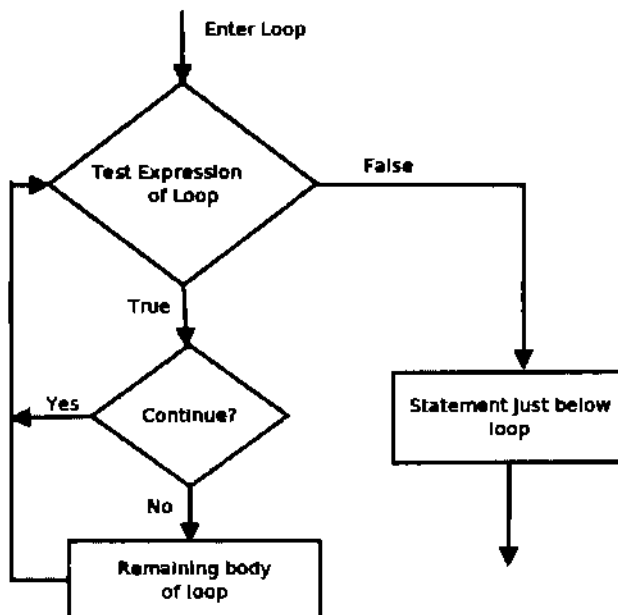 Enter Loop
Test Expression
of Loop
False
True
Yes
Continue?
Statement just below
loop
No
Remaining body
of loop